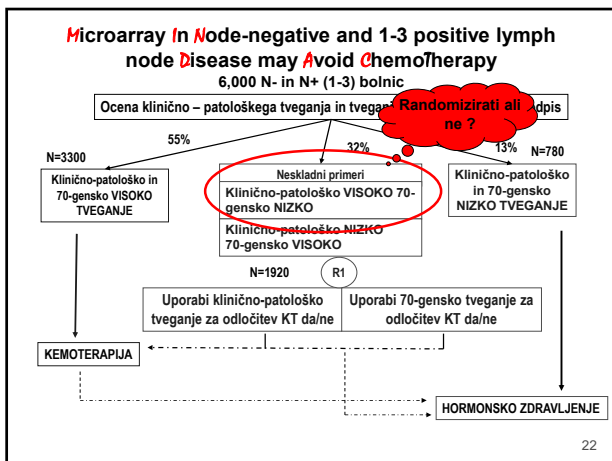 Microarray In Node-negative and 1-3 positive lymph
node Disease may Avoid ChemoTherapy
6,000 N- in N+ (1-3) bolnic
Ocena klinično – patološkega tveganja in tveganj
dpis
Randomizirati ali
ne ?
55%
32%
13%
N=780
N=3300
Klinično-patološko in
70-gensko VISOKO
TVEGANJE
Neskladni primeri
Klinično-patološko VISOKO 70-
gensko NIZKO
Klinično-patološko NIZKO
70-gensko VISOKO
Klinično-patološko
in 70-gensko
NIZKO TVEGANJE
N=1920
R1
Uporabi klinično-patološko
tveganje za odločitev KT da/ne
Uporabi 70-gensko tveganje za
odločitev KT da/ne
KEMOTERAPIJA
HORMONSKO ZDRAVLJENJE
22